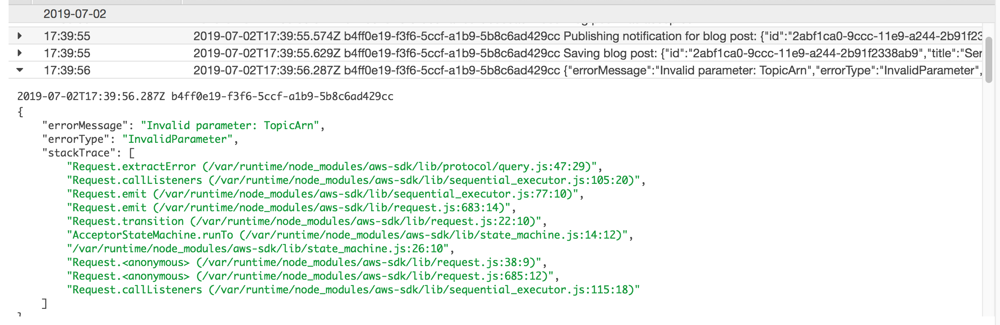 2019-07-02
17:39:55 2019-07-02T17:39:55.574Z b4ff0e19-f3f6-5ccf-a1b9-5b8c6ad429cc Publishing notification for blog post: {"id":"2abf1ca0-9ccc-11e9-a244-2b91f23
17:39:55 2019-07-02T17:39:55.629Z b4ff0e19-f3f6-5ccf-a1b9-5b8c6ad429cc Saving blog post: {"id":"2abf1ca0-9ccc-11e9-a244-2b91f2338ab9","title":"Ser
17:39:56 2019-07-02T17:39:56.287Z b4ff0e19-f3f6-5ccf-a1b9-5b8c6ad429cc {"errorMessage":"Invalid parameter: TopicArn","errorType":"InvalidParameter",
2019-07-02T17:39:56.287Z b4ff0e19-f3f6-5ccf-a1b9-5b8c6ad429cc
{
"errorMessage": "Invalid parameter: TopicArn",
"errorType": "InvalidParameter",
"stackTrace": [
"Request.extractError (/var/runtime/node_modules/aws-sdk/lib/protocol/query.js:47:29)",
"Request.callListeners (/var/runtime/node_modules/aws-sdk/lib/sequential_executor.js:105:20)",
"Request.emit (/var/runtime/node_modules/aws-sdk/lib/sequential_executor.js:77:10)",
"Request.emit (/var/runtime/node_modules/aws-sdk/lib/request.js:683:14)",
"Request.transition (/var/runtime/node_modules/aws-sdk/lib/request.js:22:10)",
"AcceptorStateMachine.runTo (/var/runtime/node_modules/aws-sdk/lib/state_machine.js:14:12)",
"/var/runtime/node_modules/aws-sdk/lib/state_machine.js:26:10",
"Request.<anonymous> (/var/runtime/node_modules/aws-sdk/lib/request.js:38:9)",
"Request.<anonymous> (/var/runtime/node_modules/aws-sdk/lib/request.js:685:12)",
"Request.callListeners (/var/runtime/node_modules/aws-sdk/lib/sequential_executor.js:115:18)"
]